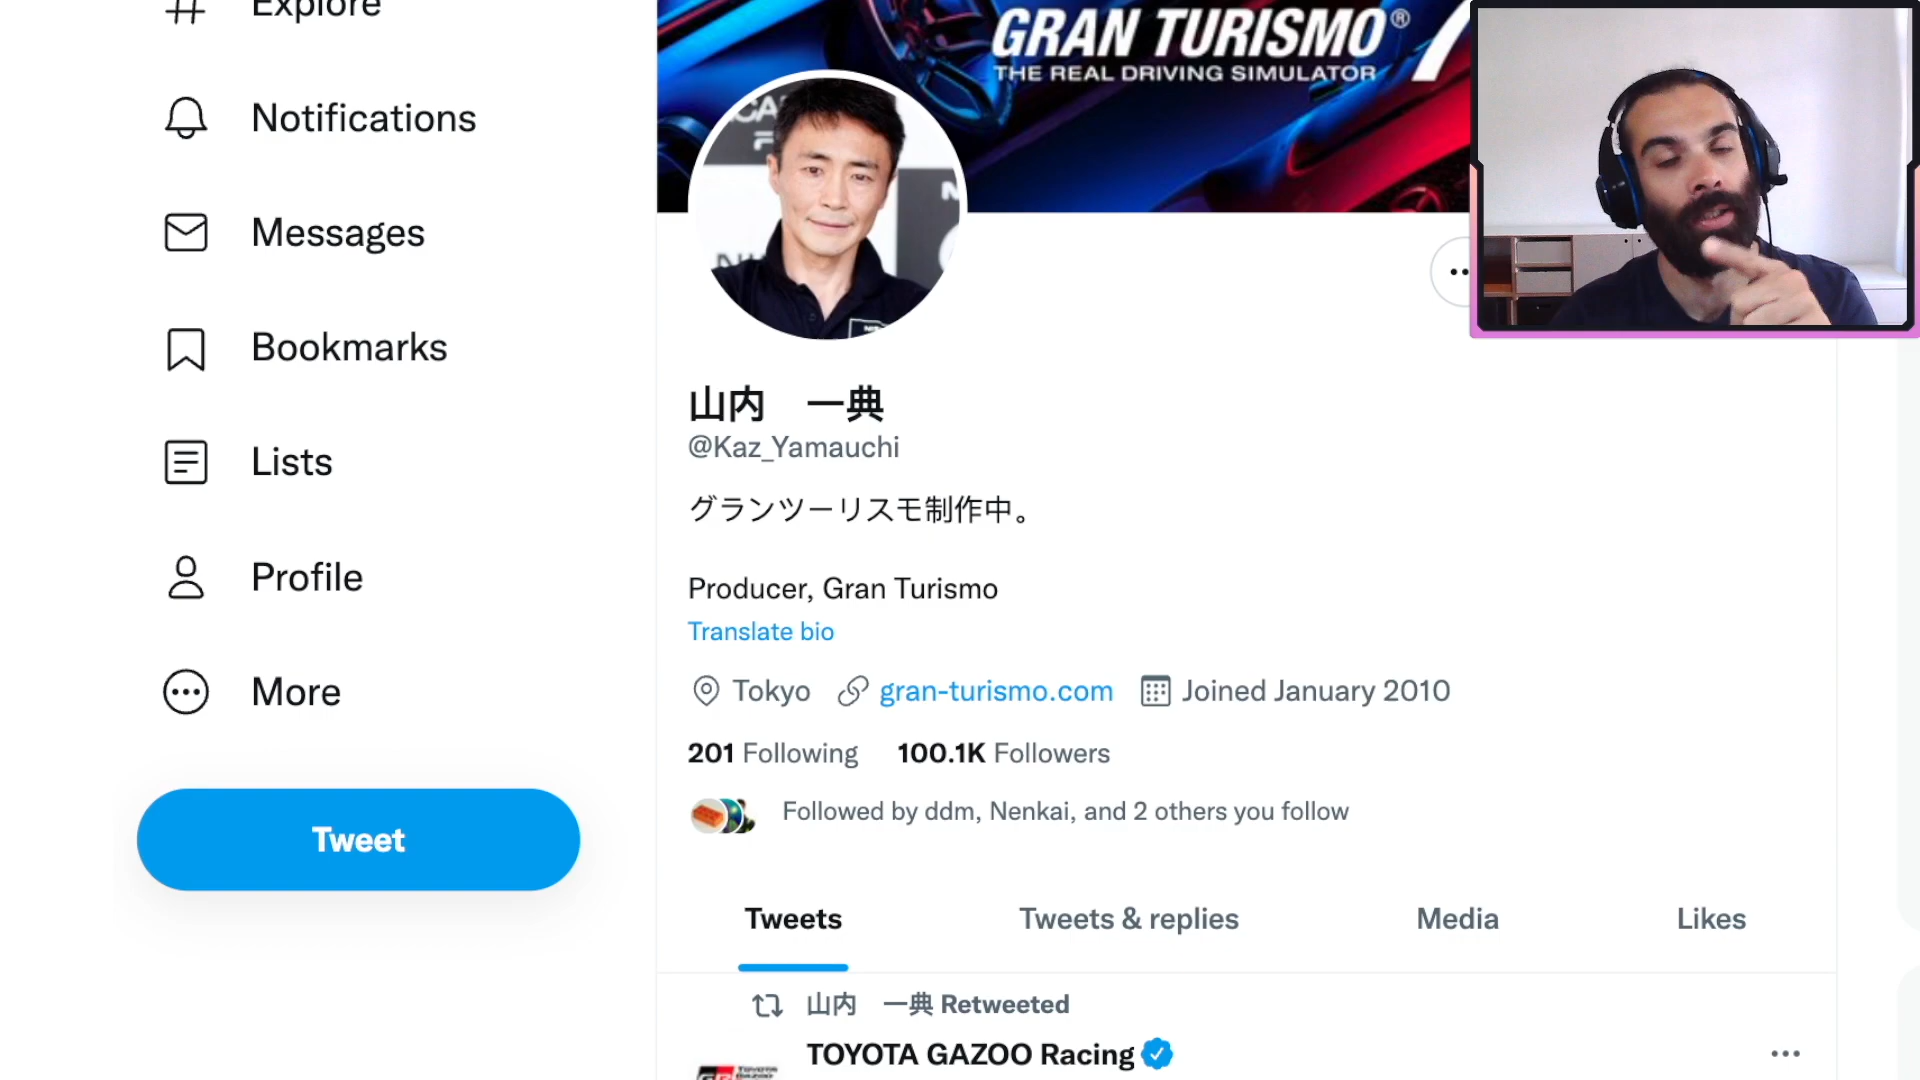 Explore
Notifications
Messages
Bookmarks
Lists
Profile
More
Tweet
GRAN TURISMO® 7
THE REAL DRIVING SIMULATOR
山内　一典
@Kaz_Yamauchi
グランツーリスモ制作中。
Producer, Gran Turismo
Translate bio
Tokyo gran-turismo.com Joined January 2010
201 Following 100.1K Followers
Followed by ddm, Nenkai, and 2 others you follow
Tweets Tweets & replies Media Likes
山内　一典 Retweeted
TOYOTA GAZOO Racing